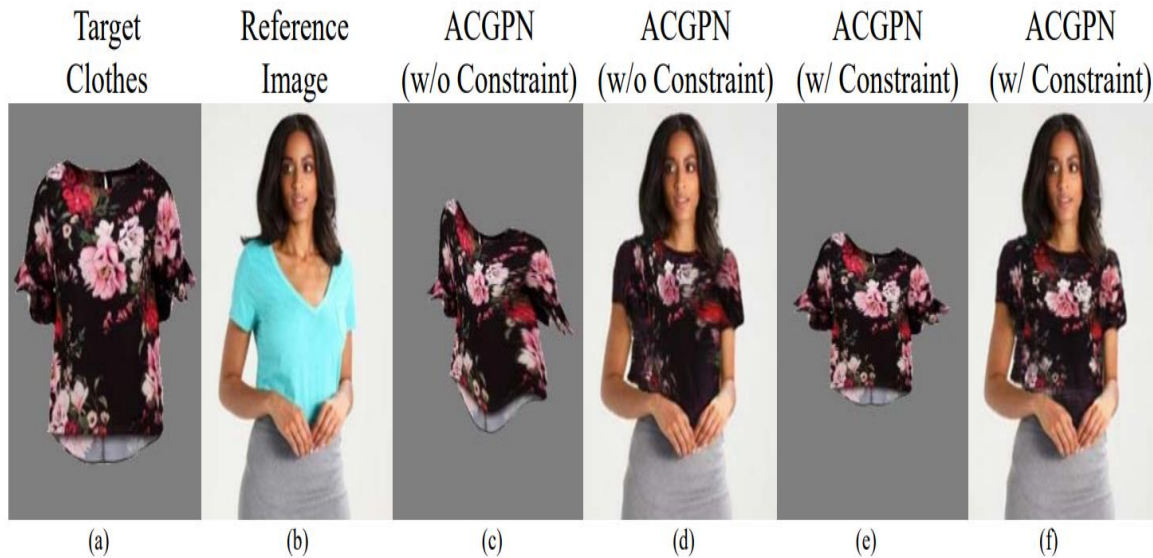 Target
Clothes
Reference
Image
ACGPN
(w/o Constraint)
ACGPN
(w/o Constraint)
ACGPN
(w/ Constraint)
ACGPN
(w/ Constraint)
(a)
(b)
(c)
(d)
(e)
(f)